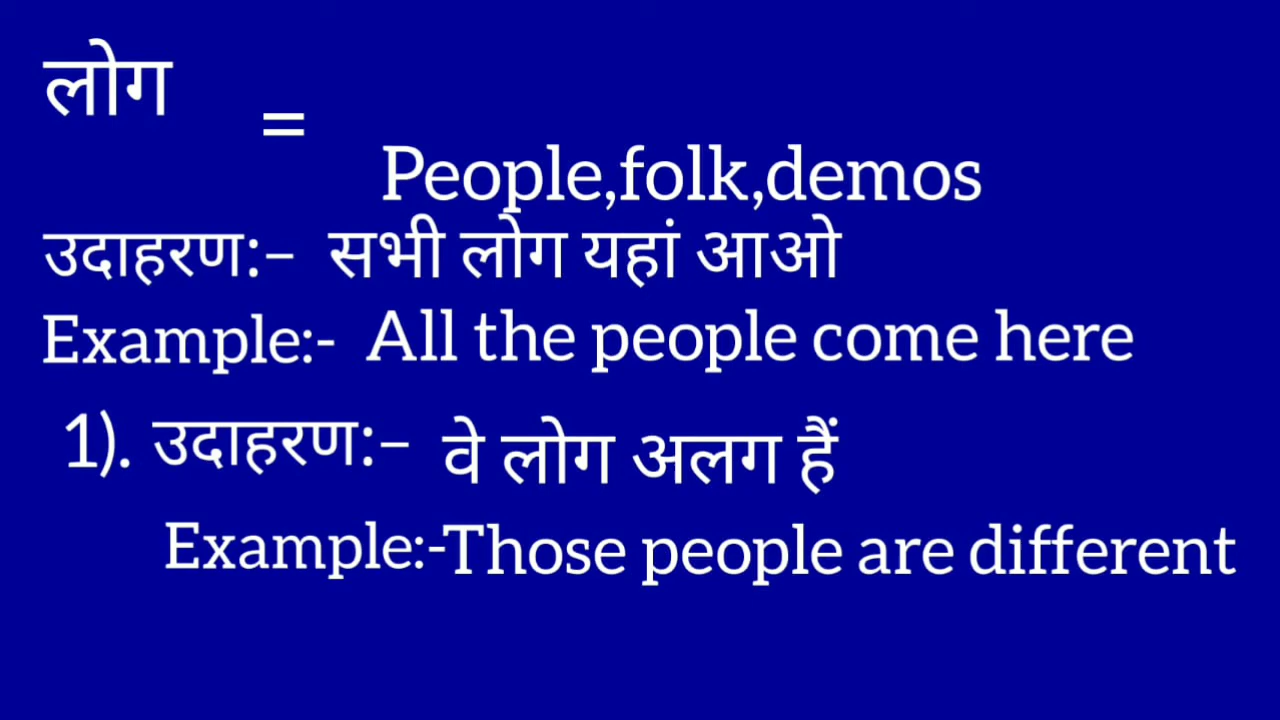 लोग =
People,folk,demos
उदाहरण:– सभी लोग यहां आओ
Example:- All the people come here
1). उदाहरण:– वे लोग अलग हैं
Example:-Those people are different